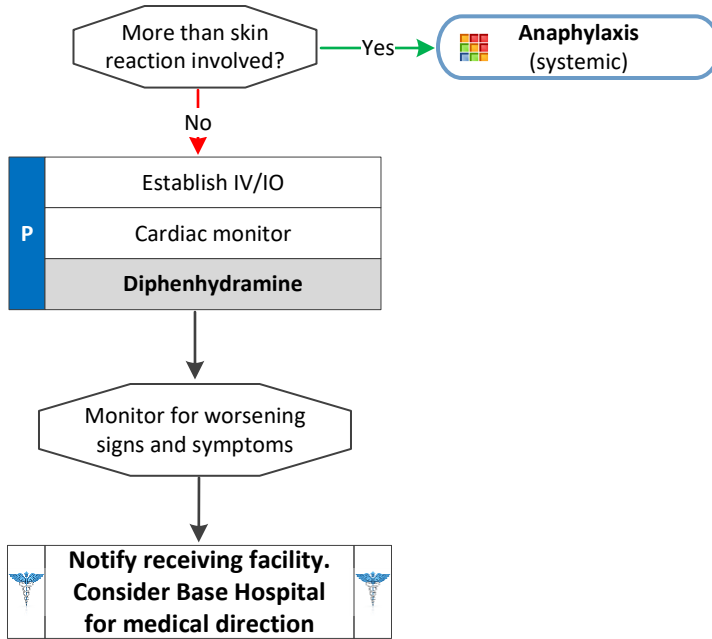 More than skin
reaction involved?
Yes
Anaphylaxis
(systemic)
No
P
Establish IV/IO
Cardiac monitor
Diphenhydramine
Monitor for worsening
signs and symptoms
Notify receiving facility.
Consider Base Hospital
for medical direction